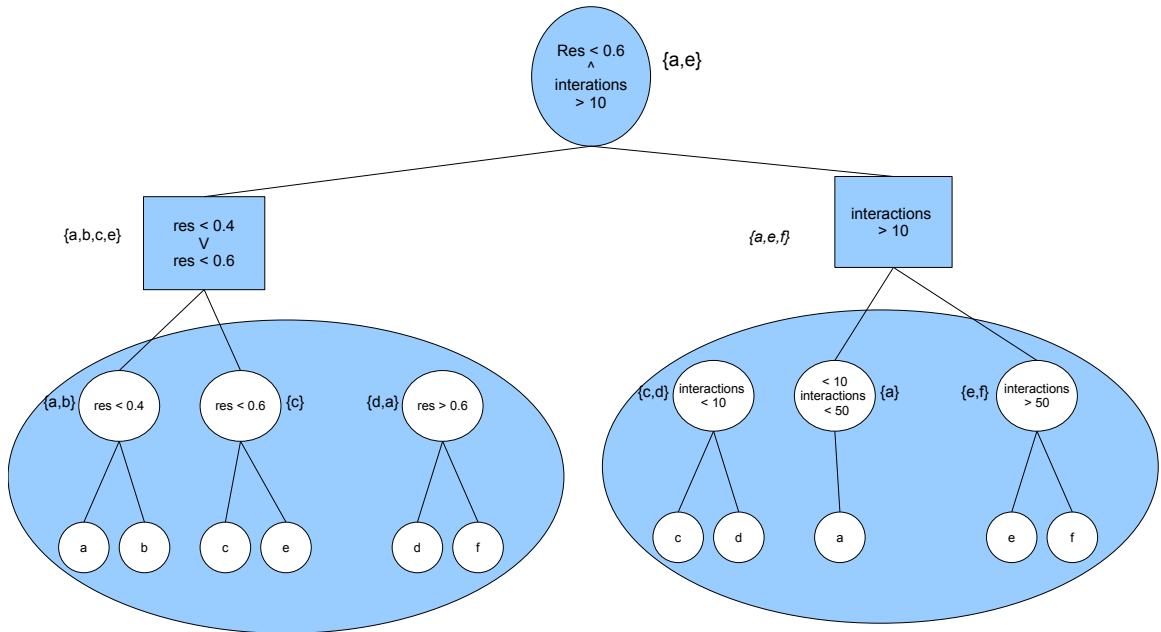 Res < 0.6
^
interations
> 10
{a,e}
{a,b,c,e}
res < 0.4
V
res < 0.6
{a,e,f}
interactions
> 10
{a,b}
res < 0.4
res < 0.6
{c}
{d,a}
res > 0.6
{c,d}
interactions
< 10
< 10
interactions
< 50
{a}
{e,f}
interactions
> 50
a
b
c
e
d
f
c
d
a
e
f